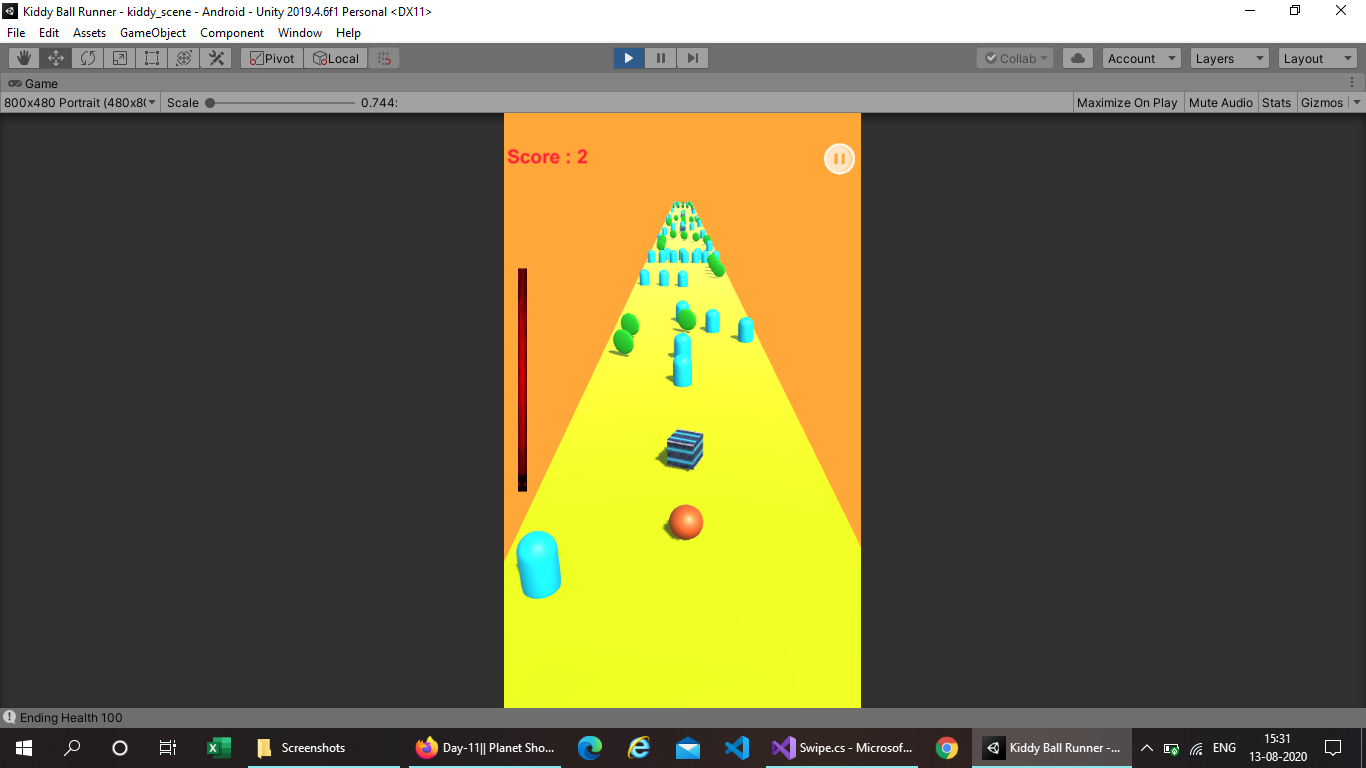 Kiddy Ball Runner - kiddy_scene - Android - Unity 2019.4.6f1 Personal <DX11>
File Edit Assets GameObject Component Window Help
Pivot Local Collab Account Layers Layout
Game
800x480 Portrait (480x80 Scale 0.744: Maximize On Play Mute Audio Stats Gizmos
Score : 2
Ending Health 100
Screenshots Day-11|| Planet Sho... Swipe.cs - Microsof... Kiddy Ball Runner -... ENG 15:31
13-08-2020